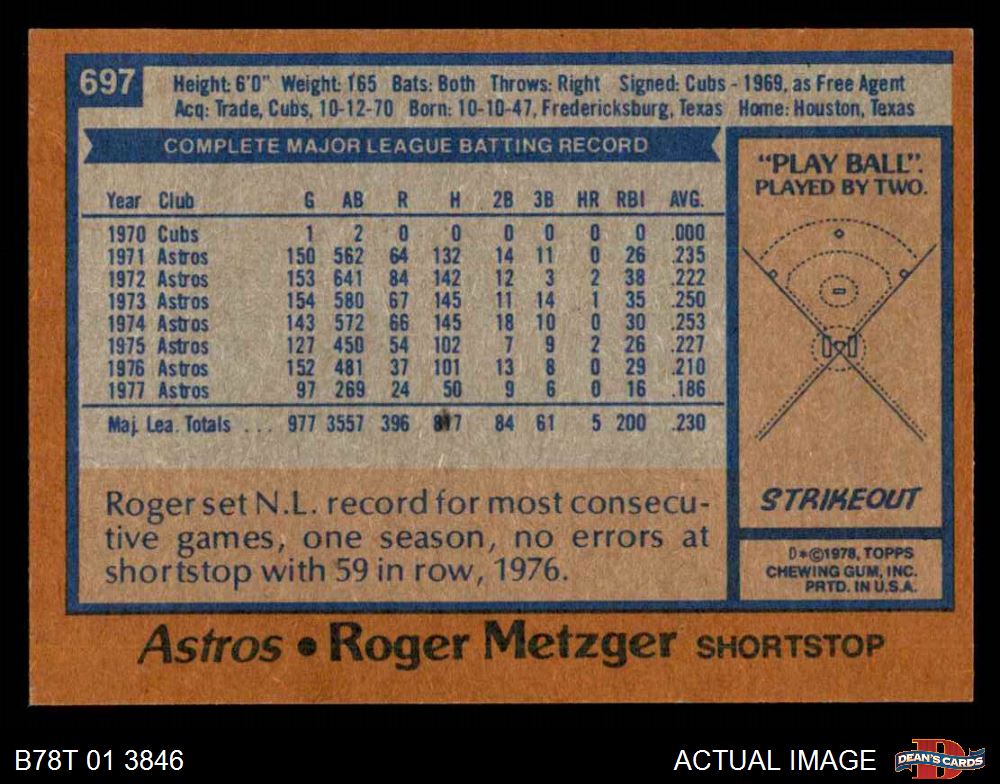 697
Height: 6'0" Weight: 165 Bats: Both Throws: Right Signed: Cubs - 1969, as Free Agent
Acq: Trade, Cubs, 10-12-70 Born: 10-10-47, Fredericksburg, Texas Home: Houston, Texas
COMPLETE MAJOR LEAGUE BATTING RECORD
Year Club G AB R H 2B 3B HR RBI AVG.
1970 Cubs 1 2 0 0 0 0 0 0 .000
1971 Astros 150 562 64 132 14 11 0 26 .235
1972 Astros 153 641 84 142 12 3 2 38 .222
1973 Astros 154 580 67 145 11 14 1 35 .250
1974 Astros 143 572 66 145 18 10 0 30 .253
1975 Astros 127 450 54 102 7 9 2 26 .227
1976 Astros 152 481 37 101 13 8 0 29 .210
1977 Astros 97 269 24 50 9 6 0 16 .186
Maj. Lea. Totals ... 977 3557 396 817 84 61 5 200 .230
Roger set N.L. record for most consecu-
tive games, one season, no errors at
shortstop with 59 in row, 1976.
"PLAY BALL".
PLAYED BY TWO.
STRIKEOUT
D*©1978, TOPPS
CHEWING GUM, INC.
PRTD. IN U.S.A.
Astros • Roger Metzger SHORTSTOP
B78T 01 3846
ACTUAL IMAGE
D
DEAN'S CARDS